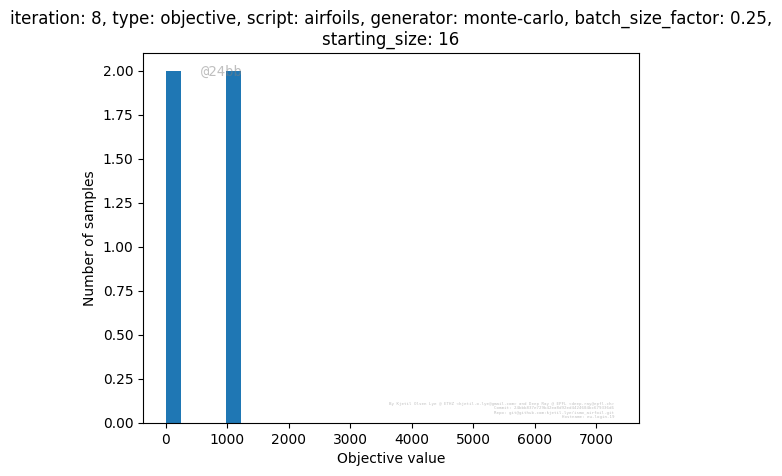 iteration: 8, type: objective, script: airfoils, generator: monte-carlo, batch_size_factor: 0.25,
starting_size: 16
@24bb
2.00
1.75
1.50
1.25
1.00
0.75
0.50
0.25
0.00
Number of samples
0 1000 2000 3000 4000 5000 6000 7000
Objective value